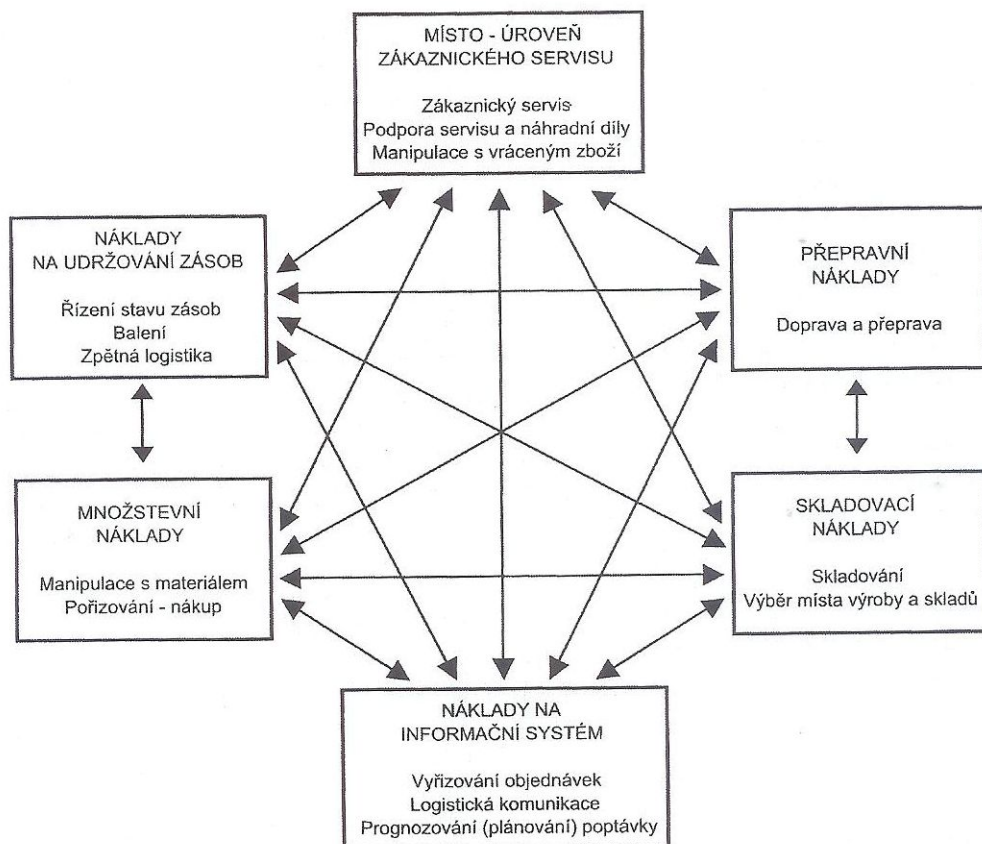 MÍSTO - ÚROVEŇ
ZÁKAZNICKÉHO SERVISU
Zákaznický servis
Podpora servisu a náhradní díly
Manipulace s vráceným zboží
NÁKLADY
NA UDRŽOVÁNÍ ZÁSOB
Řízení stavu zásob
Balení
Zpětná logistika
PŘEPRAVNÍ
NÁKLADY
Doprava a přeprava
MNOŽSTEVNÍ
NÁKLADY
Manipulace s materiálem
Pořizování - nákup
SKLADOVACÍ
NÁKLADY
Skladování
Výběr místa výroby a skladů
NÁKLADY NA
INFORMAČNÍ SYSTÉM
Vyřizování objednávek
Logistická komunikace
Prognozování (plánování) poptávky